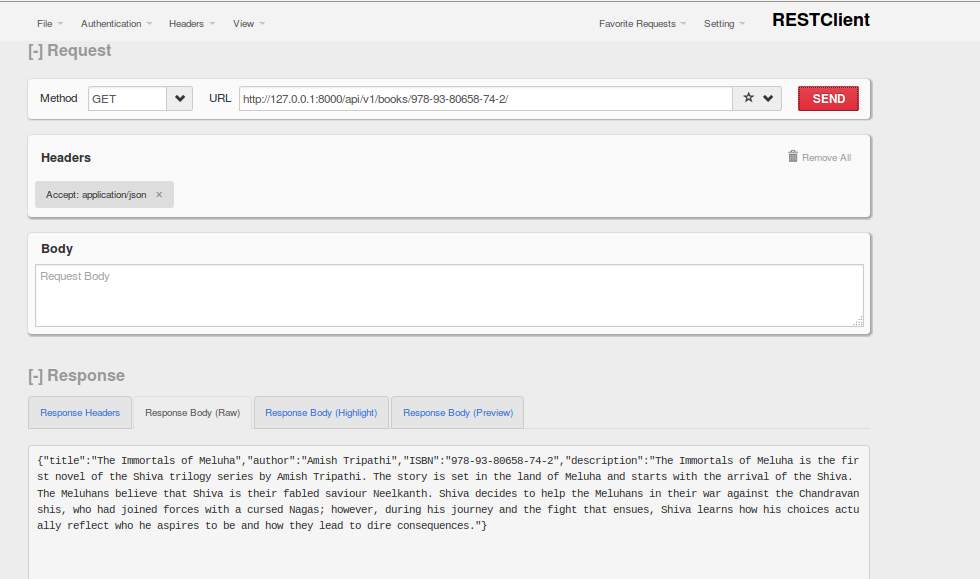 File Authentication Headers View Favorite Requests Setting RESTClient
[-] Request
Method GET URL http://127.0.0.1:8000/api/v1/books/978-93-80658-74-2/ SEND
Headers Remove All
Accept: application/json ×
Body
Request Body
[-] Response
Response Headers Response Body (Raw) Response Body (Highlight) Response Body (Preview)
{"title":"The Immortals of Meluha","author":"Amish Tripathi","ISBN":"978-93-80658-74-2","description":"The Immortals of Meluha is the fir
st novel of the Shiva trilogy series by Amish Tripathi. The story is set in the land of Meluha and starts with the arrival of the Shiva.
The Meluhans believe that Shiva is their fabled saviour Neelkanth. Shiva decides to help the Meluhans in their war against the Chandravan
shis, who had joined forces with a cursed Nagas; however, during his journey and the fight that ensues, Shiva learns how his choices actu
ally reflect who he aspires to be and how they lead to dire consequences."}